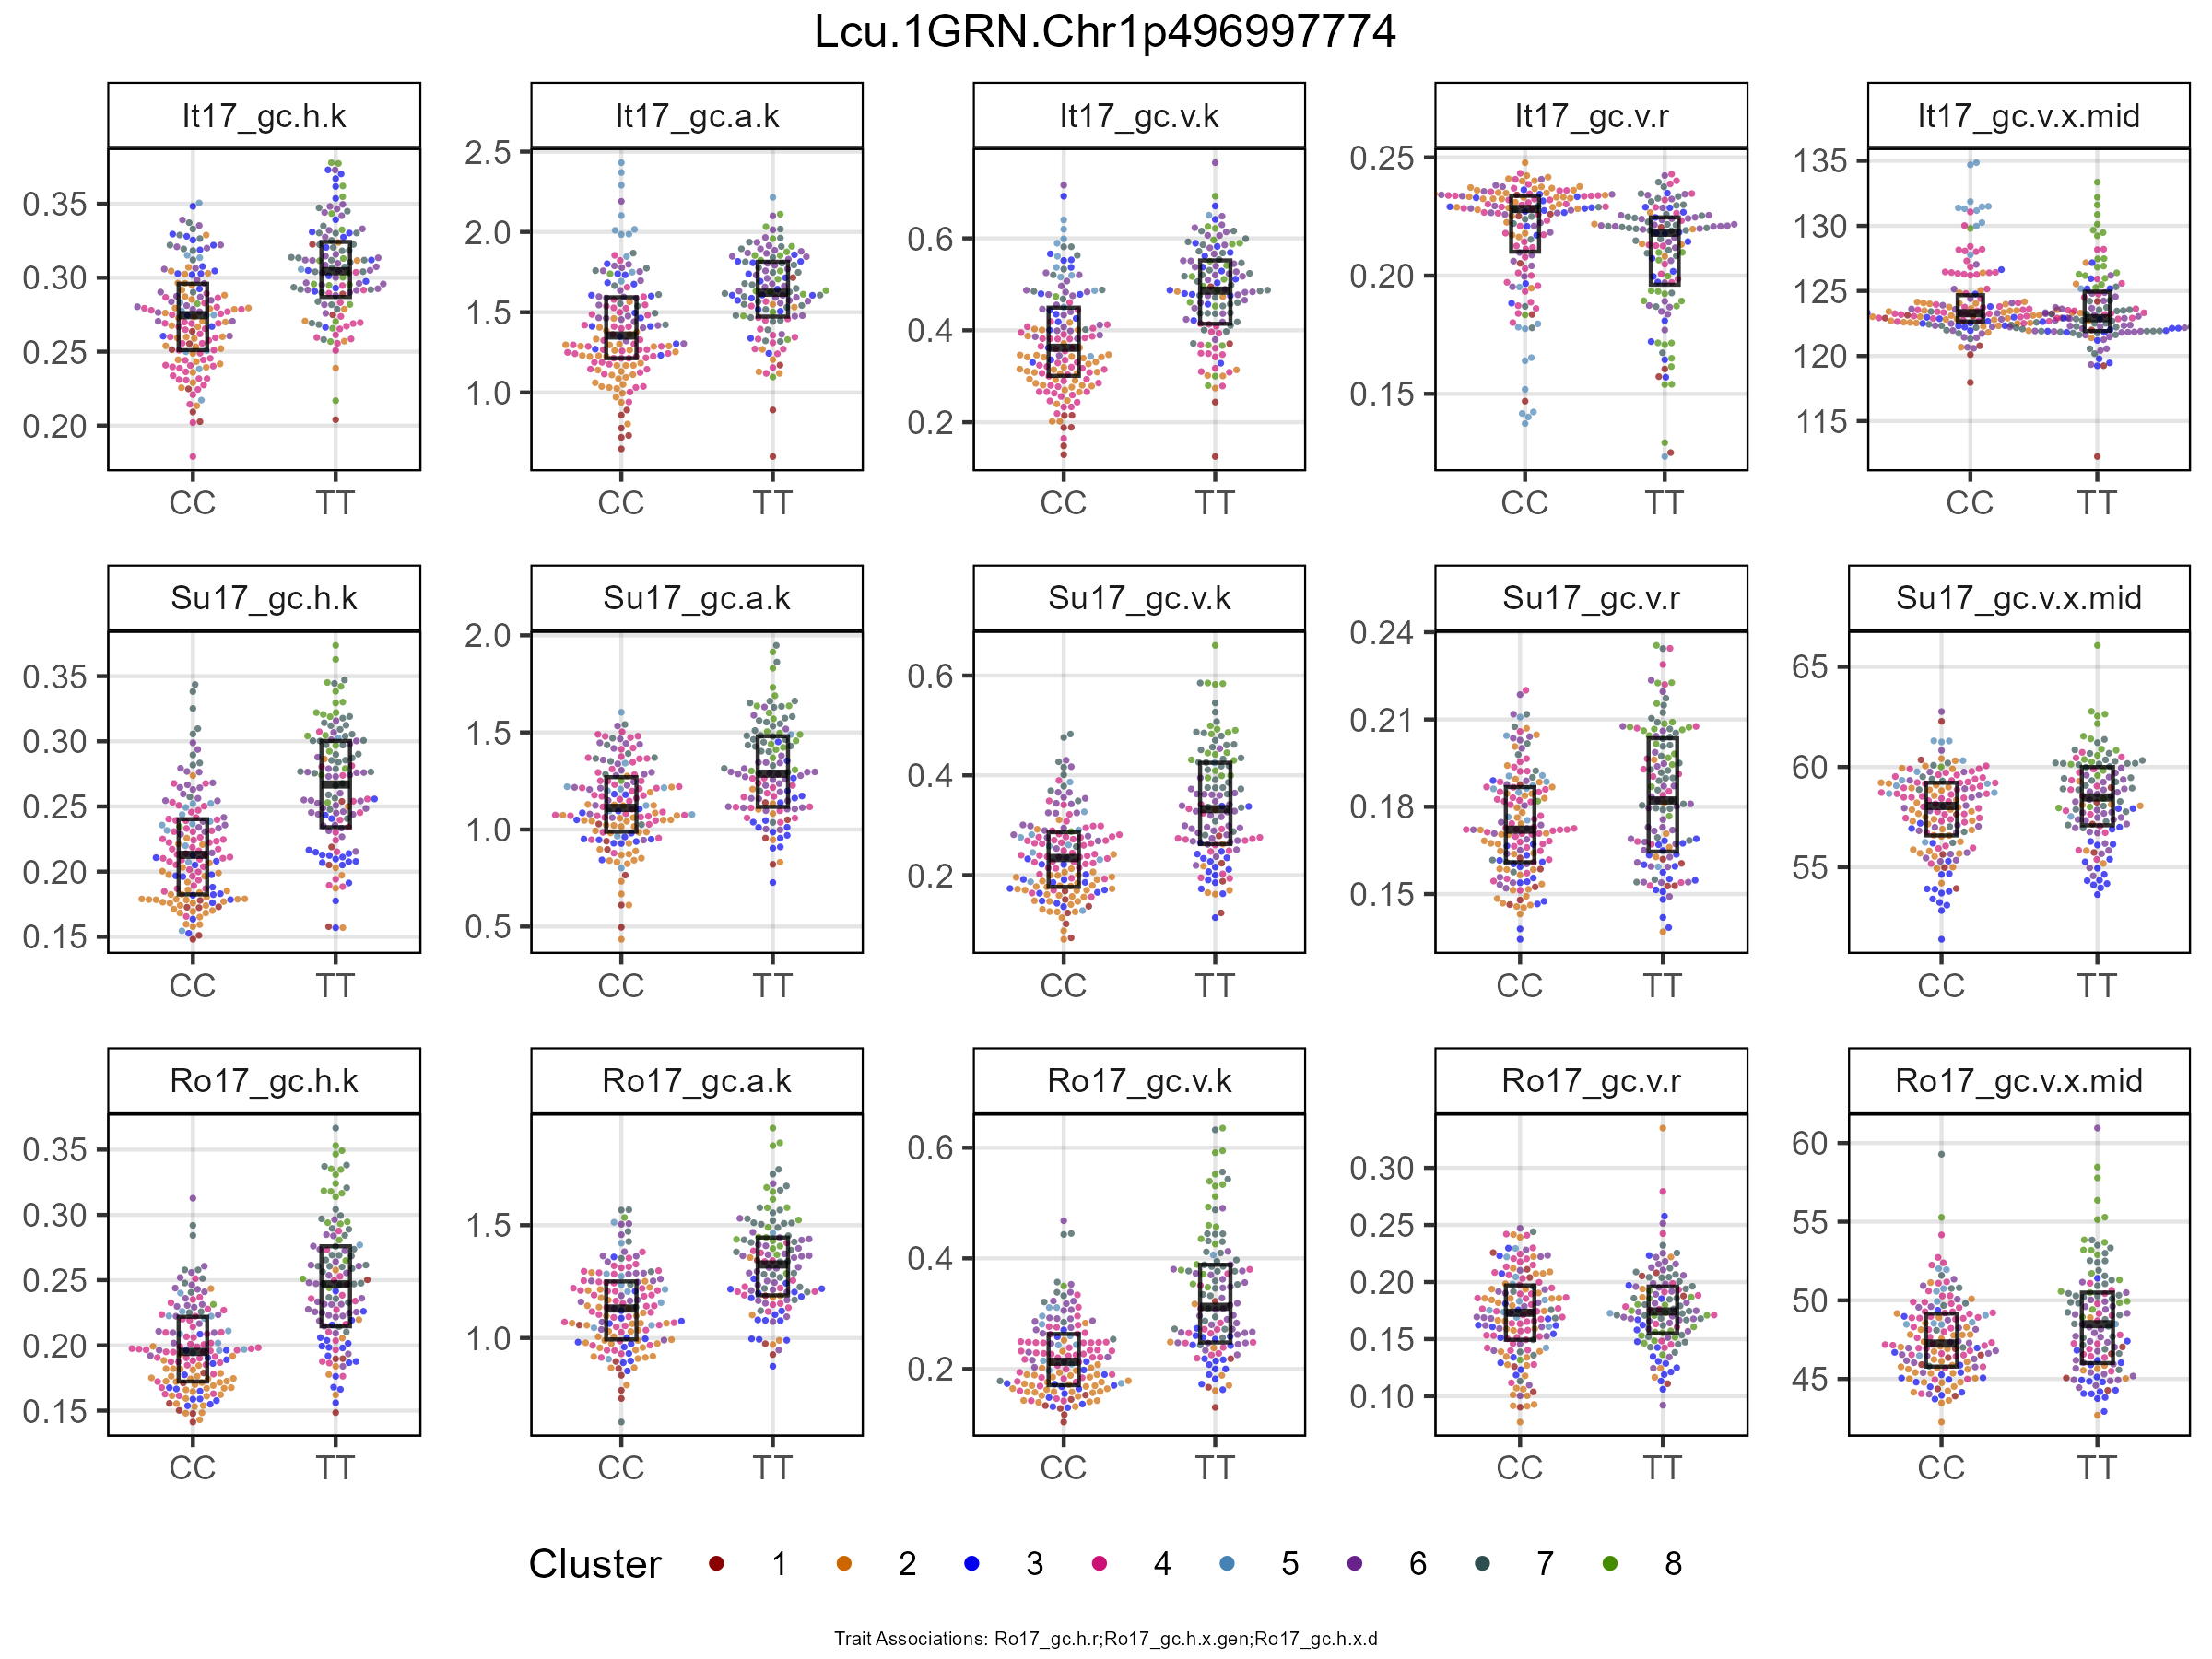 Lcu.1GRN.Chr1p496997774
It17_gc.h.k It17_gc.a.k It17_gc.v.k It17_gc.v.r It17_gc.v.x.mid
0.35 0.30 0.25 0.20
2.5 2.0 1.5 1.0
0.6 0.4 0.2
0.25 0.20 0.15
135 130 125 120 115
CC TT CC TT CC TT CC TT CC TT
Su17_gc.h.k Su17_gc.a.k Su17_gc.v.k Su17_gc.v.r Su17_gc.v.x.mid
0.35 0.30 0.25 0.20 0.15
2.0 1.5 1.0 0.5
0.6 0.4 0.2
0.24 0.21 0.18 0.15
65 60 55
CC TT CC TT CC TT CC TT CC TT
Ro17_gc.h.k Ro17_gc.a.k Ro17_gc.v.k Ro17_gc.v.r Ro17_gc.v.x.mid
0.35 0.30 0.25 0.20 0.15
1.5 1.0
0.6 0.4 0.2
0.30 0.25 0.20 0.15 0.10
60 55 50 45
CC TT CC TT CC TT CC TT CC TT
Cluster 1 2 3 4 5 6 7 8
Trait Associations: Ro17_gc.h.r;Ro17_gc.h.x.gen;Ro17_gc.h.x.d